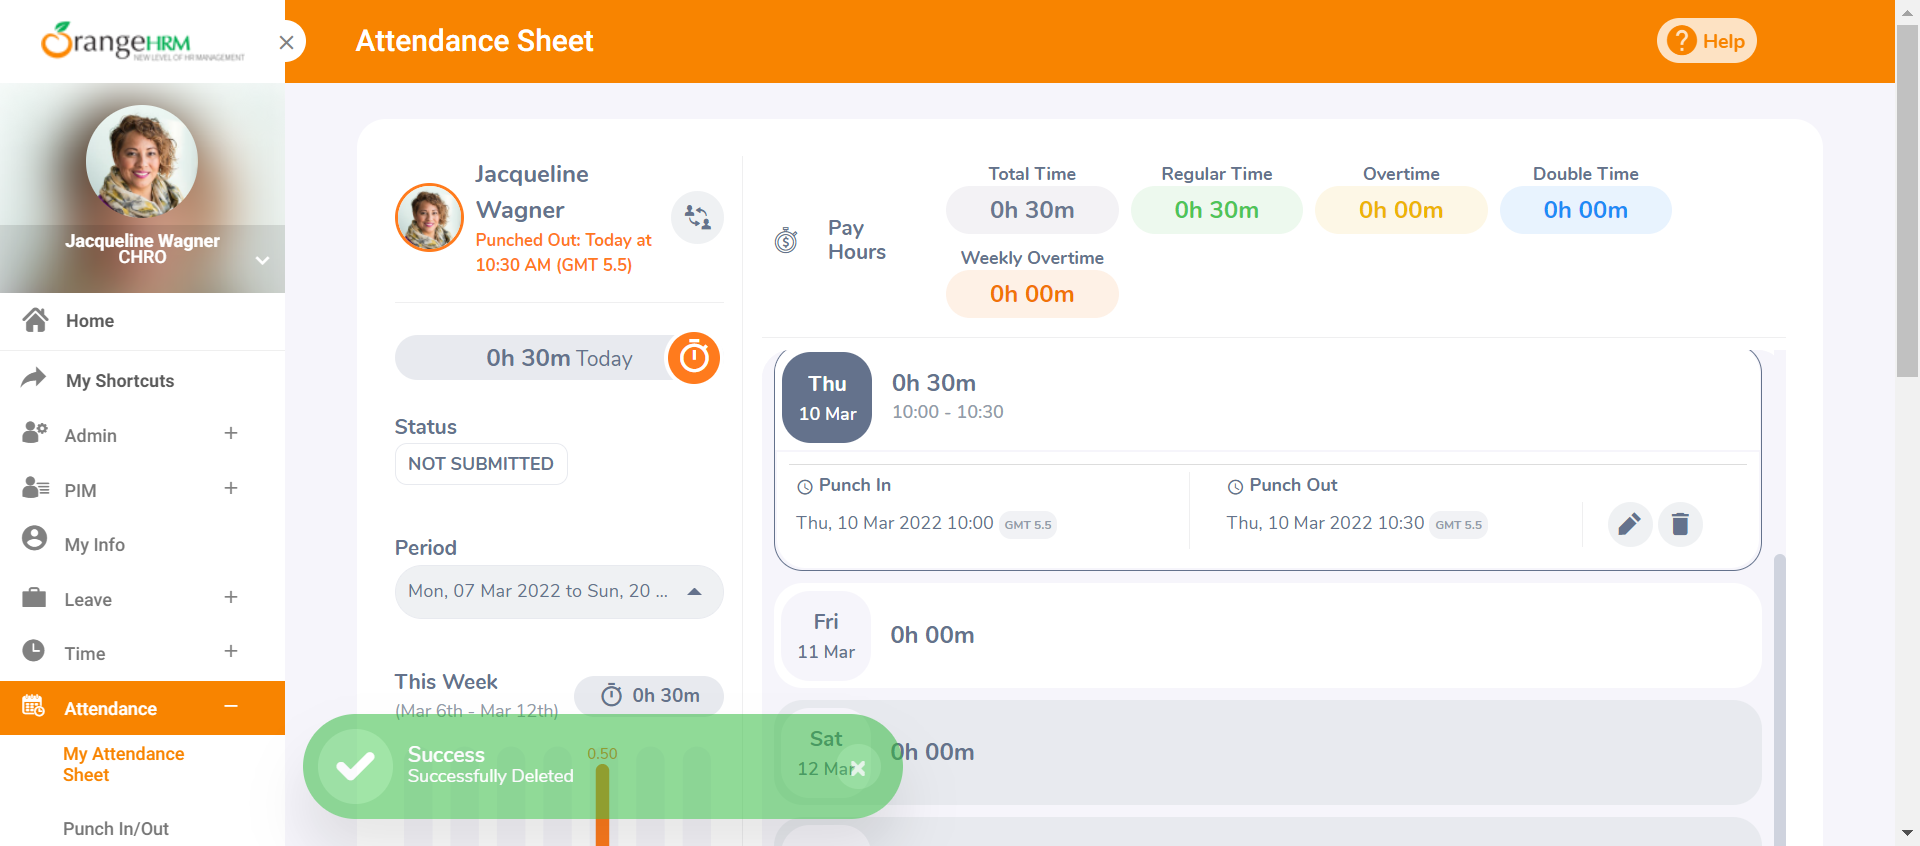 OrangeHRM
NEW LEVEL OF HR MANAGEMENT
Attendance Sheet
Help
Jacqueline Wagner
CHRO
Home
My Shortcuts
Admin
PIM
My Info
Leave
Time
Attendance
My Attendance
Sheet
Punch In/Out
Jacqueline
Wagner
Punched Out: Today at
10:30 AM (GMT 5.5)
0h 30m Today
Status
NOT SUBMITTED
Period
Mon, 07 Mar 2022 to Sun, 20 ...
This Week
(Mar 6th - Mar 12th)
0h 30m
0.50
Success
Successfully Deleted
Pay
Hours
Total Time
0h 30m
Regular Time
0h 30m
Overtime
0h 00m
Double Time
0h 00m
Weekly Overtime
0h 00m
Thu
10 Mar
0h 30m
10:00 - 10:30
Punch In
Thu, 10 Mar 2022 10:00 GMT 5.5
Punch Out
Thu, 10 Mar 2022 10:30 GMT 5.5
Fri
11 Mar
0h 00m
Sat
12 Mar
0h 00m